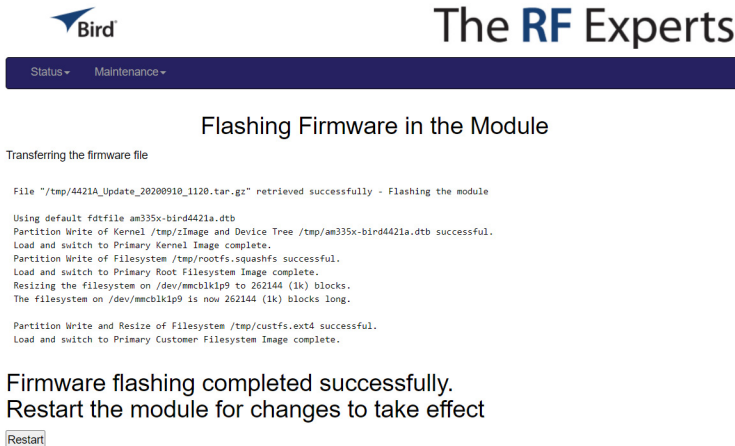 Bird
The RF Experts
Status Maintenance
Flashing Firmware in the Module
Transferring the firmware file
File "/tmp/4421A_Update_20200910_1120.tar.gz" retrieved successfully - Flashing the module
Using default fdtfile am335x-bird4421a.dtb
Partition Write of Kernel /tmp/zImage and Device Tree /tmp/am335x-bird4421a.dtb successful.
Load and switch to Primary Kernel Image complete.
Partition Write of Filesystem /tmp/rootfs.squashfs successful.
Load and switch to Primary Root Filesystem Image complete.
Resizing the filesystem on /dev/mmcblk1p9 to 262144 (1k) blocks.
The filesystem on /dev/mmcblk1p9 is now 262144 (1k) blocks long.
Partition Write and Resize of Filesystem /tmp/custfs.ext4 successful.
Load and switch to Primary Customer Filesystem Image complete.
Firmware flashing completed successfully.
Restart the module for changes to take effect
Restart